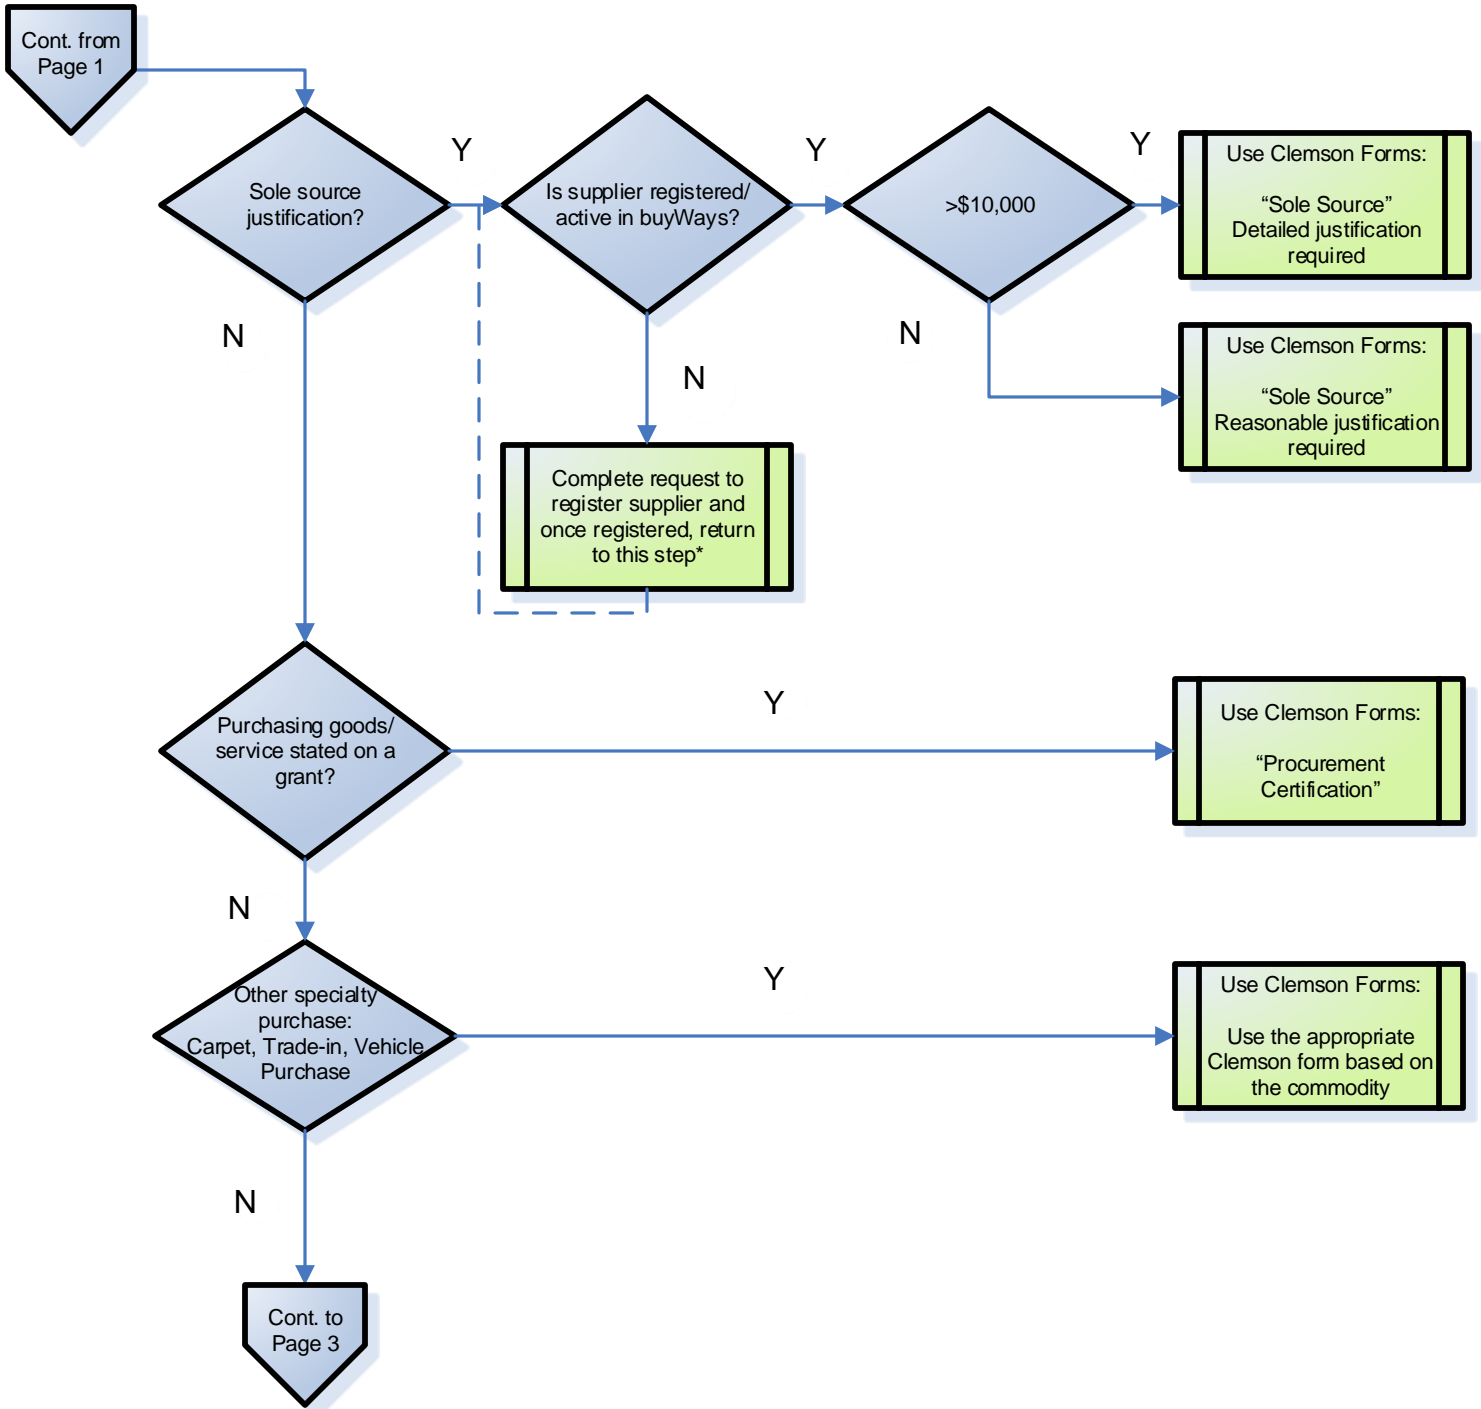 Cont. from
Page 1
Sole source
justification?
Y
Is supplier registered/
active in buyWays?
Y
>$10,000
Y
Use Clemson Forms:
“Sole Source”
Detailed justification
required
N
Use Clemson Forms:
“Sole Source”
Reasonable justification
required
N
Complete request to
register supplier and
once registered, return
to this step*
N
Purchasing goods/
service stated on a
grant?
Y
Use Clemson Forms:
“Procurement
Certification”
N
Other specialty
purchase:
Carpet, Trade-in, Vehicle
Purchase
Y
Use Clemson Forms:
Use the appropriate
Clemson form based on
the commodity
N
Cont. to
Page 3